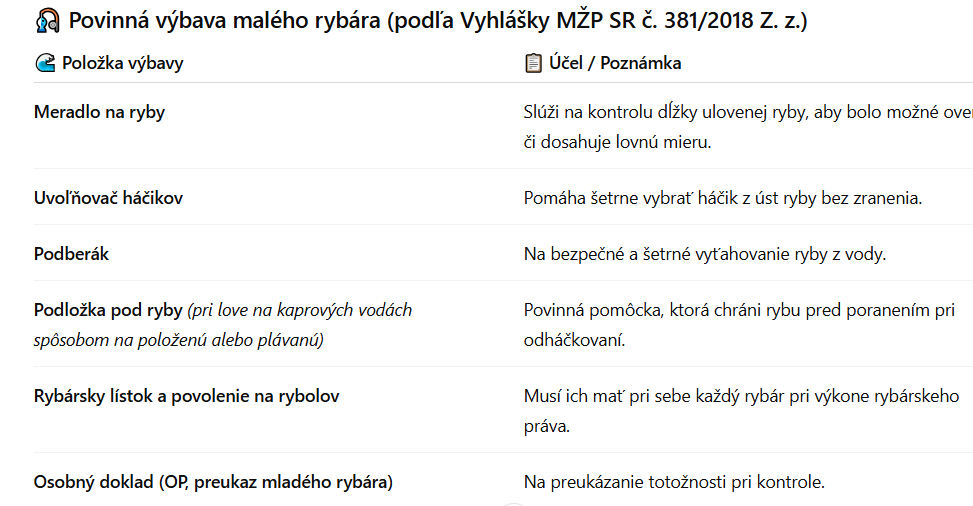 Povinná výbava malého rybára (podľa Vyhlášky MŽP SR č. 381/2018 Z. z.)
Položka výbavy
Účel / Poznámka
Meradlo na ryby
Slúži na kontrolu dĺžky ulovenej ryby, aby bolo možné
či dosahuje lovnú mieru.
Uvoľňovač háčikov
Pomáha šetrne vybrať háčik z úst ryby bez zranenia.
Podberák
Na bezpečné a šetrné vyťahovanie ryby z vody.
Podložka pod ryby (pri love na kaprových vodách
spôsobom na položenú alebo plávanú)
Povinná pomôcka, ktorá chráni rybu pred poranením pri
odháčkovaní.
Rybársky lístok a povolenie na rybolov
Musí ich mať pri sebe každý rybár pri výkone rybárskeho
práva.
Osobný doklad (OP, preukaz mladého rybára)
Na preukázanie totožnosti pri kontrole.